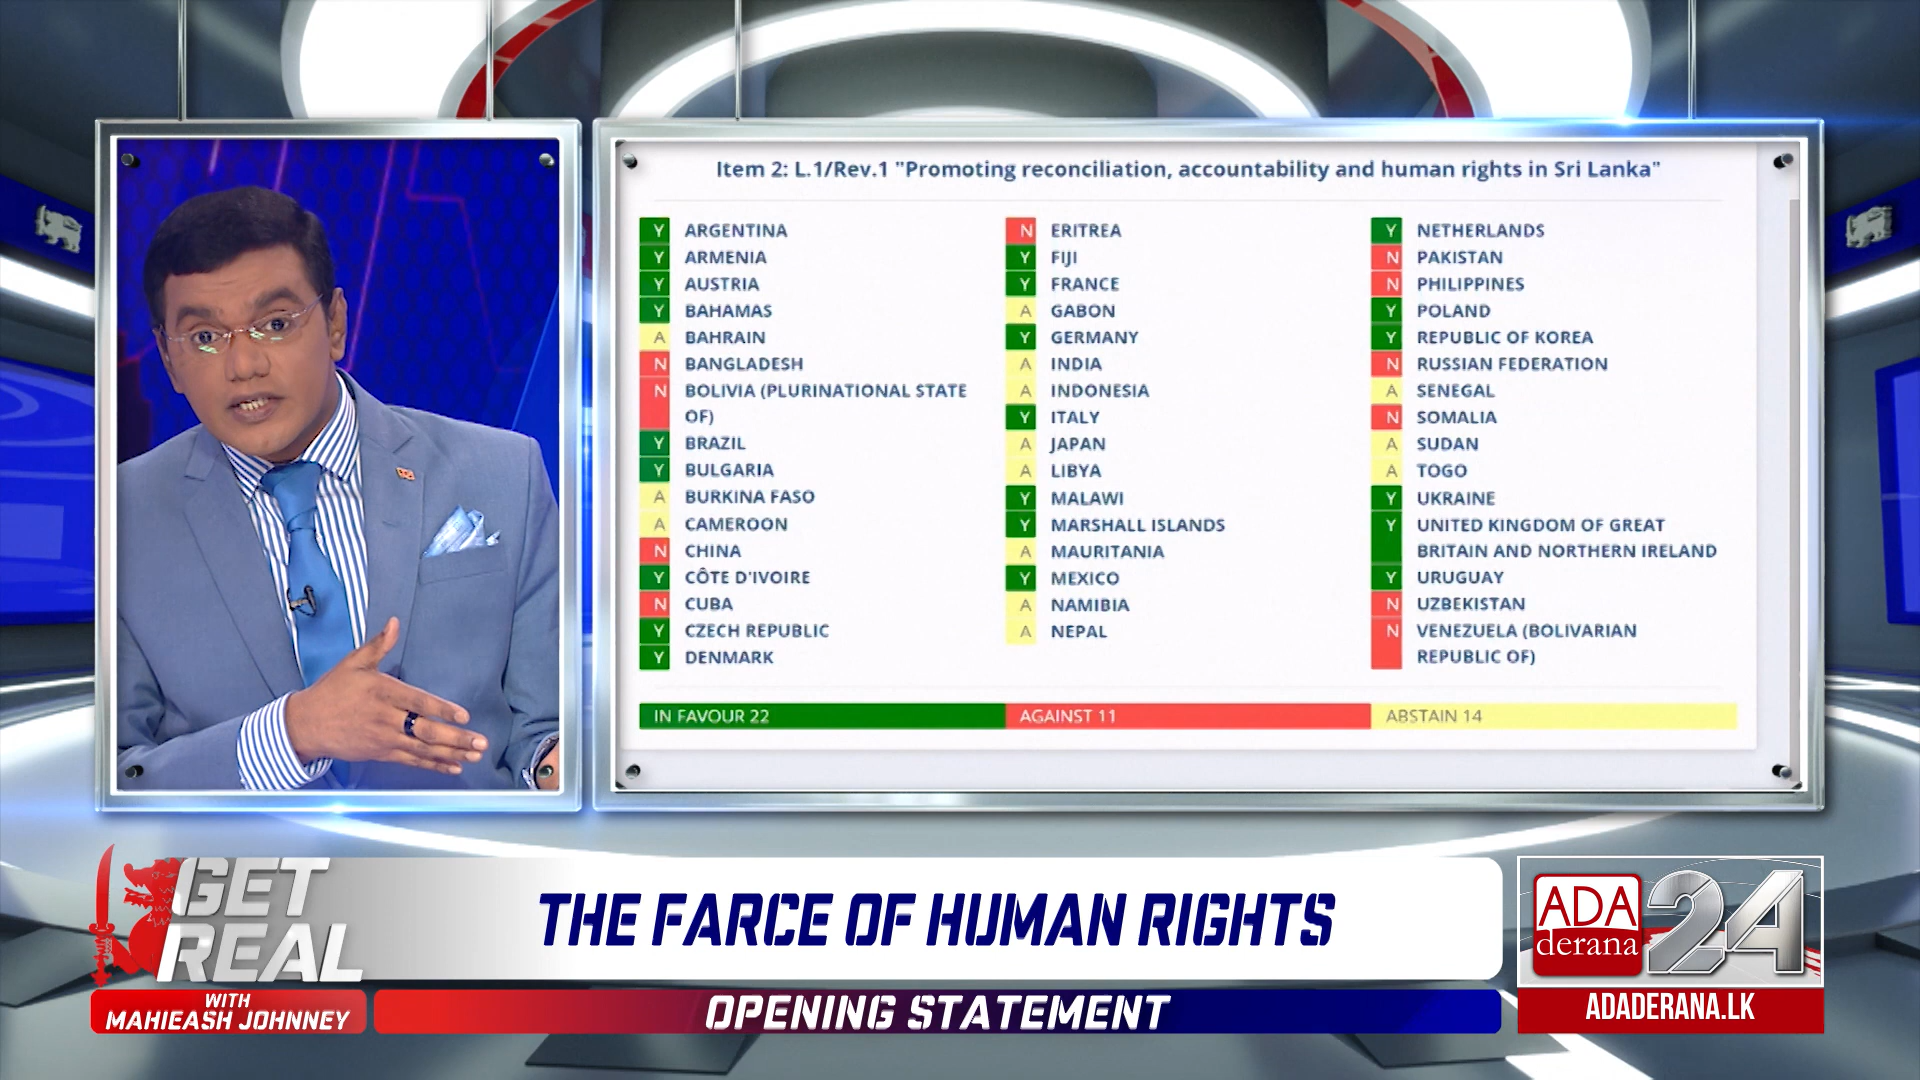 Item 2: L.1/Rev.1 "Promoting reconciliation, accountability and human rights in Sri Lanka"
Y ARGENTINA
Y ARMENIA
Y AUSTRIA
Y BAHAMAS
A BAHRAIN
N BANGLADESH
N BOLIVIA (PLURINATIONAL STATE
OF)
Y BRAZIL
Y BULGARIA
A BURKINA FASO
A CAMEROON
N CHINA
Y CÔTE D'IVOIRE
N CUBA
Y CZECH REPUBLIC
Y DENMARK
N ERITREA
Y FIJI
Y FRANCE
A GABON
Y GERMANY
A INDIA
A INDONESIA
Y ITALY
A JAPAN
A LIBYA
Y MALAWI
Y MARSHALL ISLANDS
A MAURITANIA
Y MEXICO
A NAMIBIA
A NEPAL
Y NETHERLANDS
N PAKISTAN
N PHILIPPINES
Y POLAND
Y REPUBLIC OF KOREA
N RUSSIAN FEDERATION
A SENEGAL
N SOMALIA
A SUDAN
A TOGO
Y UKRAINE
Y UNITED KINGDOM OF GREAT
BRITAIN AND NORTHERN IRELAND
Y URUGUAY
N UZBEKISTAN
N VENEZUELA (BOLIVARIAN
REPUBLIC OF)
IN FAVOUR 22
AGAINST 11
ABSTAIN 14
GET
REAL
WITH
MAHIEASH JOHNNEY
THE FARCE OF HUMAN RIGHTS
OPENING STATEMENT
ADA
derana
24
ADADERANA.LK